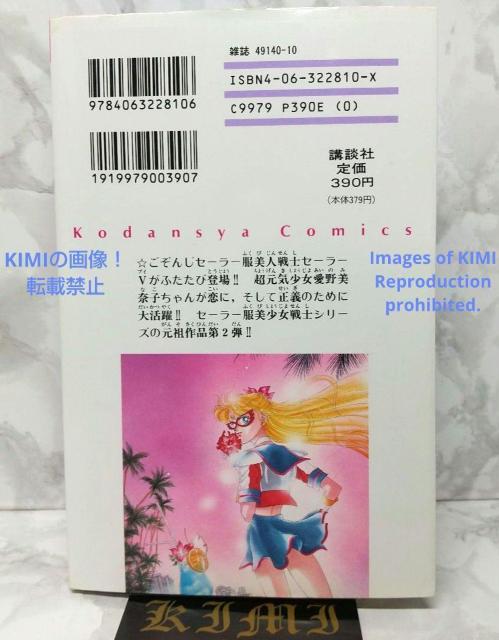 雑誌 49140-10
ISBN4-06-322810-X
9784063228106
C9979 P390E (0)
1919979003907
講談社
定価
390円
(本体379円)
Kodansya Comics
☆ごぞんじセーラー服美人戦士セーラー
Vがふたたび登場!! 超元気少女愛野美
奈子ちゃんが恋に,そして正義のために
大活躍!! セーラー服美少女戦士シリー
ズの元祖作品第2弾!!
KIMIの画像!
転載禁止
Images of KIMI
Reproduction
prohibited.
KIMI